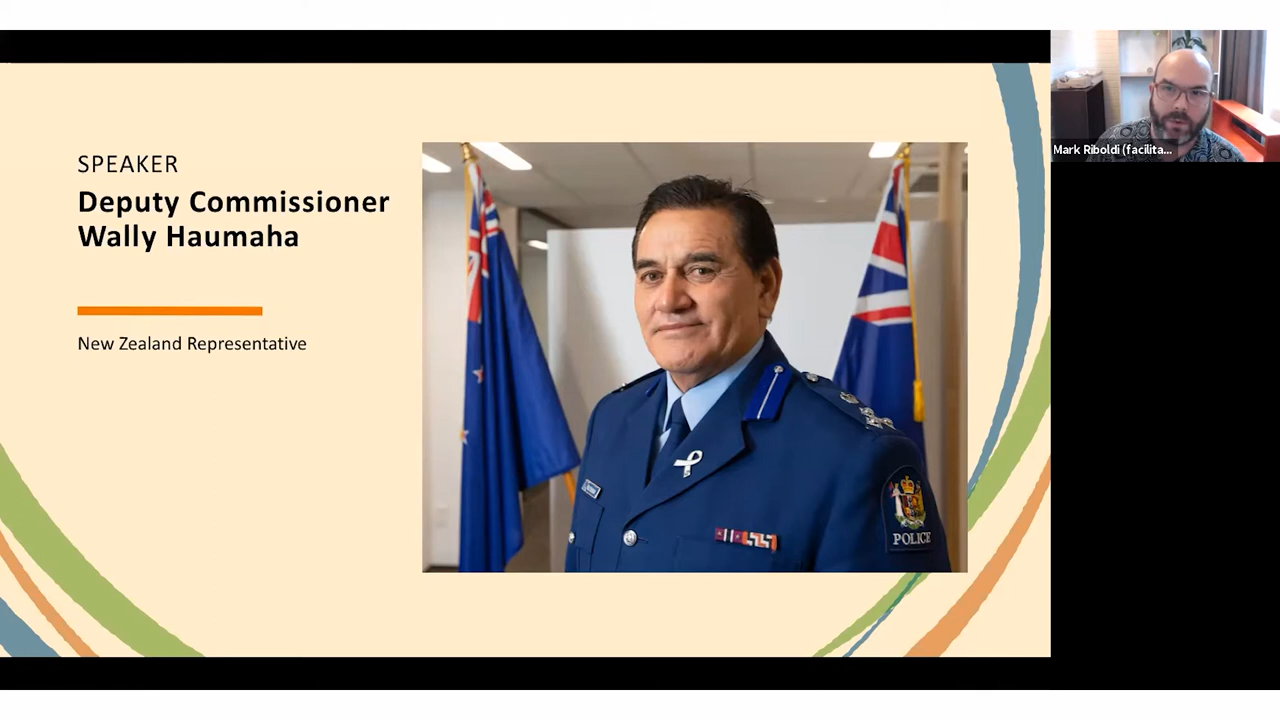 SPEAKER
Deputy Commissioner
Wally Haumaha
New Zealand Representative
POLICE
Mark Riboldi (facilita...